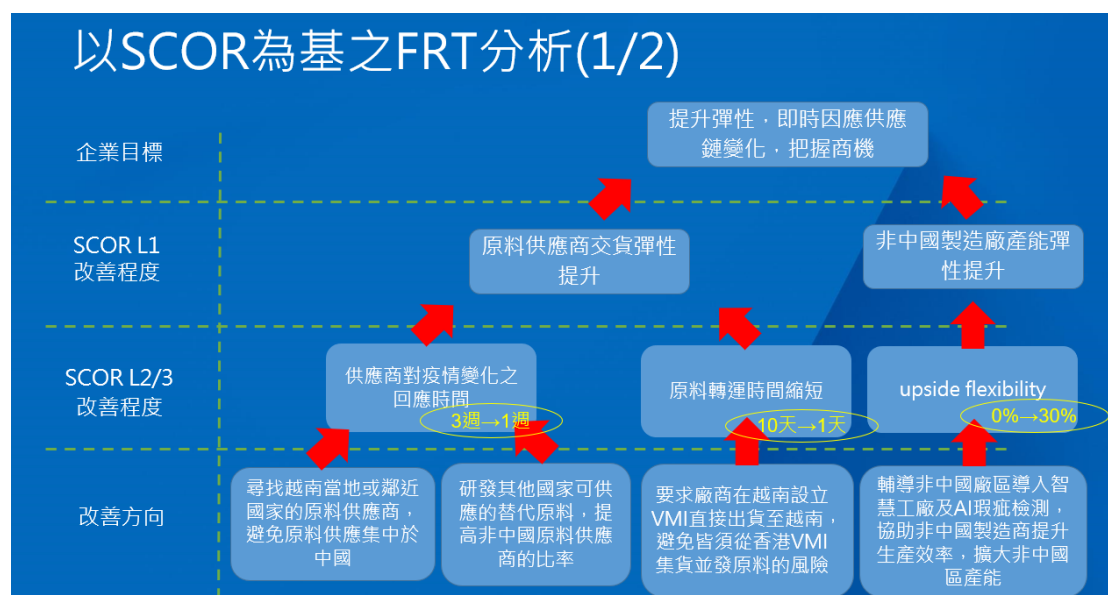 以SCOR為基之FRT分析(1/2)
企業目標
提升彈性，即時因應供應
鏈變化，把握商機
SCOR L1
改善程度
原料供應商交貨彈性
提升
非中國製造廠產能彈
性提升
SCOR L2/3
改善程度
供應商對疫情變化之
回應時間
3週→1週
原料轉運時間縮短
10天→1天
upside flexibility
0%→30%
改善方向
尋找越南當地或鄰近
國家的原料供應商，
避免原料供應集中於
中國
研發其他國家可供
應的替代原料，提
高非中國原料供應
商的比率
要求廠商在越南設立
VMI直接出貨至越南，
避免皆須從香港VMI
集貨並發原料的風險
輔導非中國廠區導入智
慧工廠及AI瑕疵檢測，
協助非中國製造商提升
生產效率，擴大非中國
區產能